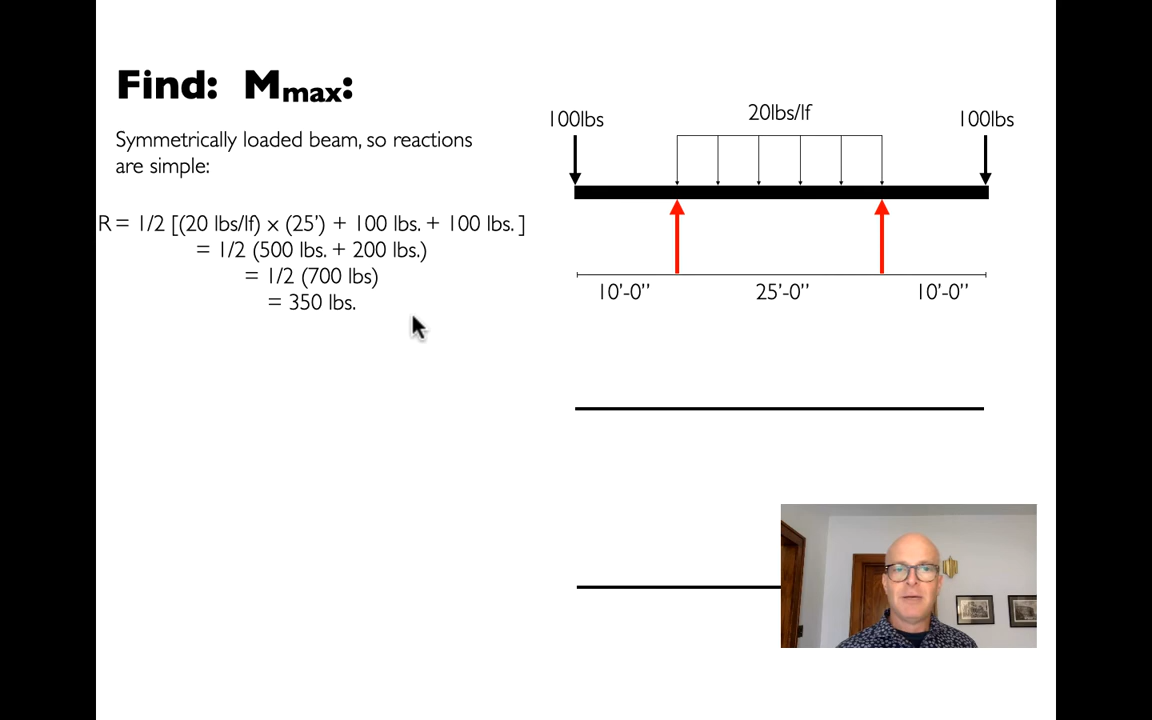 Find: Mmax:
Symmetrically loaded beam, so reactions
are simple:
R = 1/2 [(20 lbs/lf) x (25') + 100 lbs. + 100 lbs. ]
= 1/2 (500 lbs. + 200 lbs.)
= 1/2 (700 lbs)
= 350 lbs.
100lbs
20lbs/lf
100lbs
10'-0"
25'-0"
10'-0"